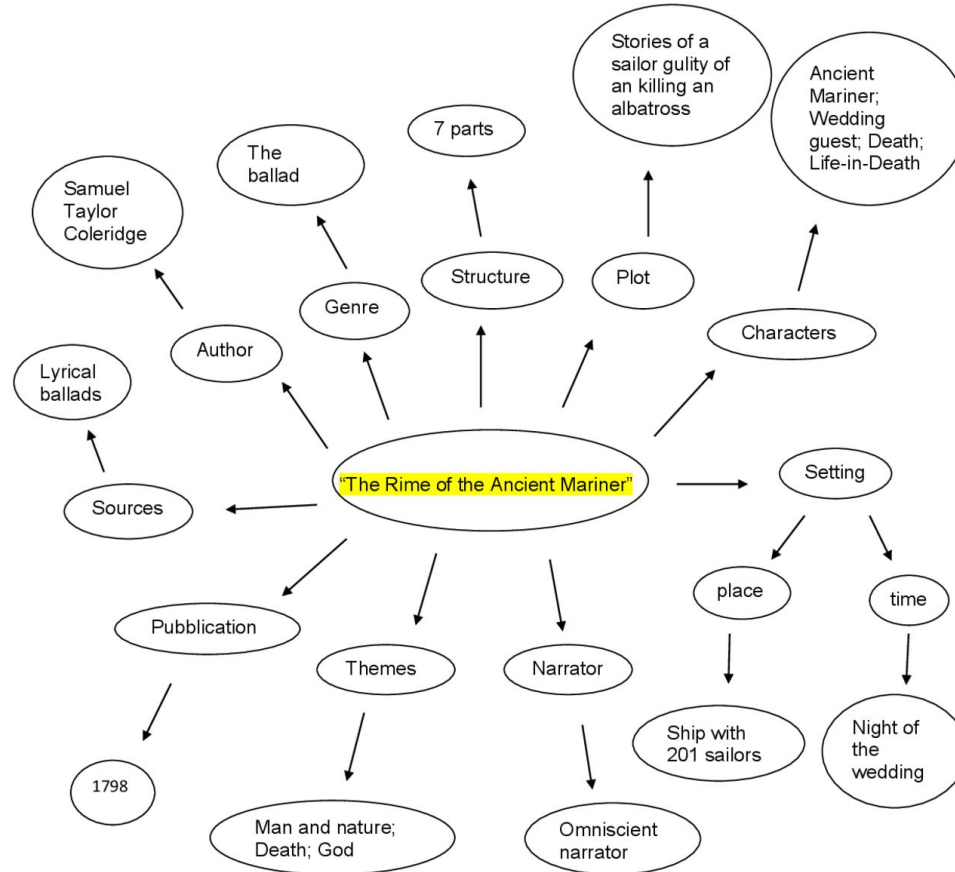 Stories of a
sailor gulity of
an killing an
albatross
Ancient
Mariner;
Wedding
guest; Death;
Life-in-Death
7 parts
The
ballad
Samuel
Taylor
Coleridge
Structure
Plot
Genre
Characters
Author
Lyrical
ballads
“The Rime of the Ancient Mariner”
Setting
Sources
place
time
Pubblication
Themes
Narrator
Ship with
201 sailors
Night of
the
wedding
1798
Man and nature;
Death; God
Omniscient
narrator